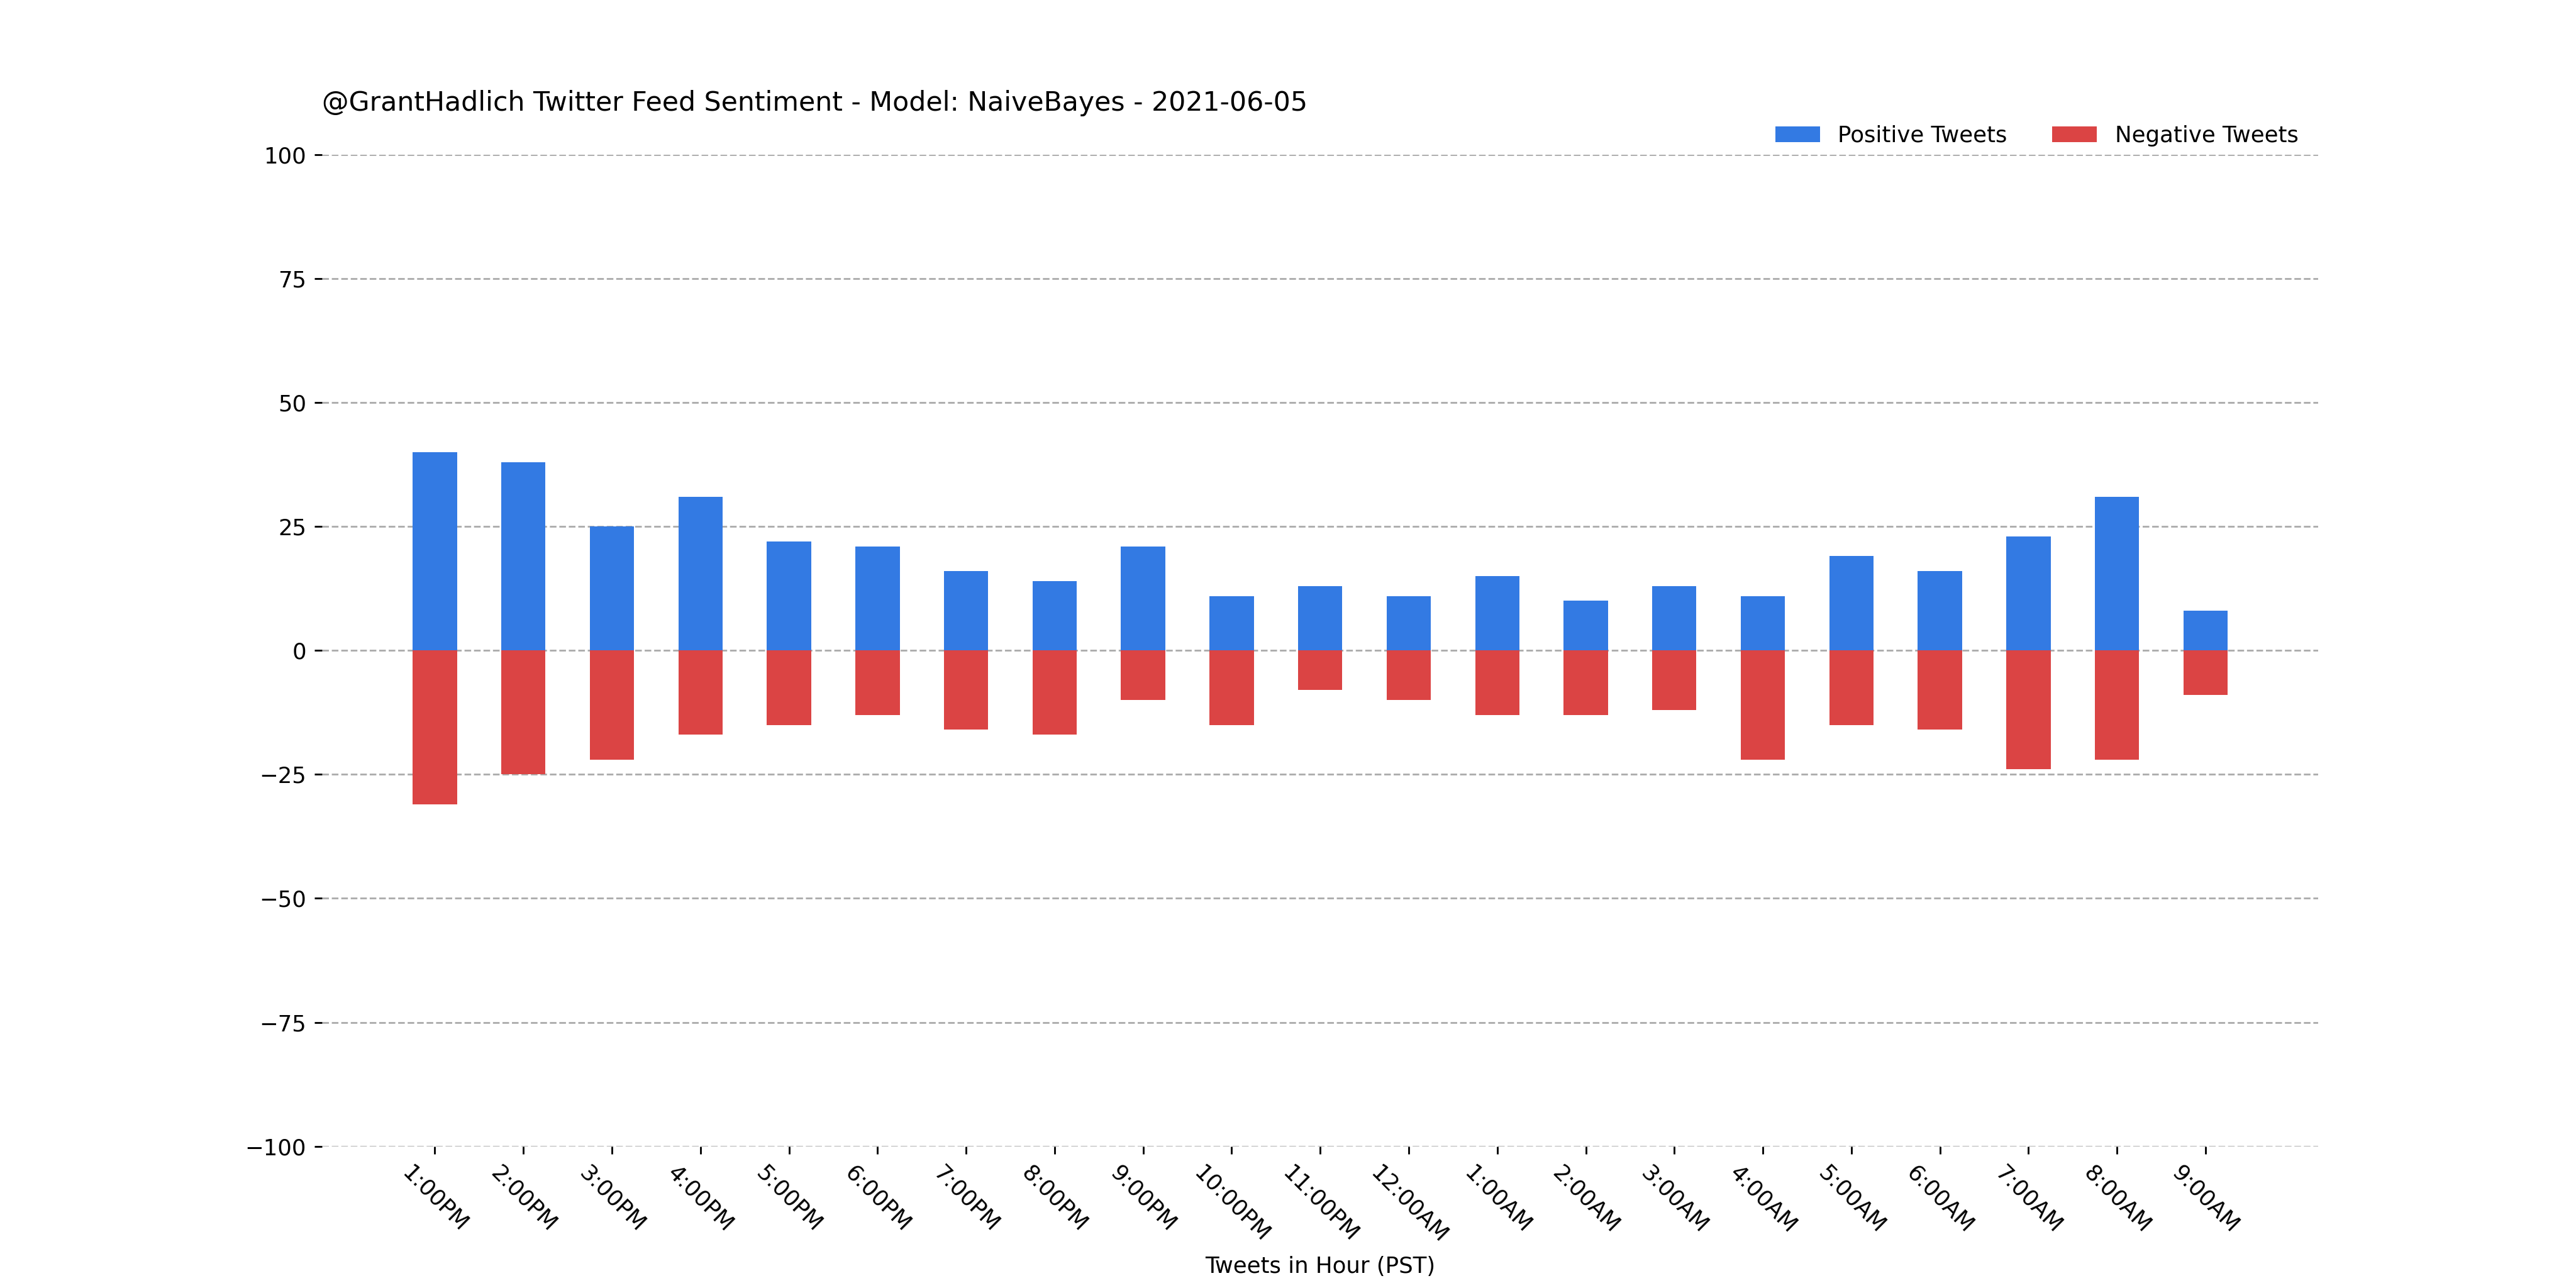 @GrantHadlich Twitter Feed Sentiment - Model: NaiveBayes - 2021-06-05
Positive Tweets
Negative Tweets
100
75
50
25
0
−25
−50
−75
−100
1:00PM
2:00PM
3:00PM
4:00PM
5:00PM
6:00PM
7:00PM
8:00PM
9:00PM
10:00PM
11:00PM
12:00AM
1:00AM
2:00AM
3:00AM
4:00AM
5:00AM
6:00AM
7:00AM
8:00AM
9:00AM
Tweets in Hour (PST)